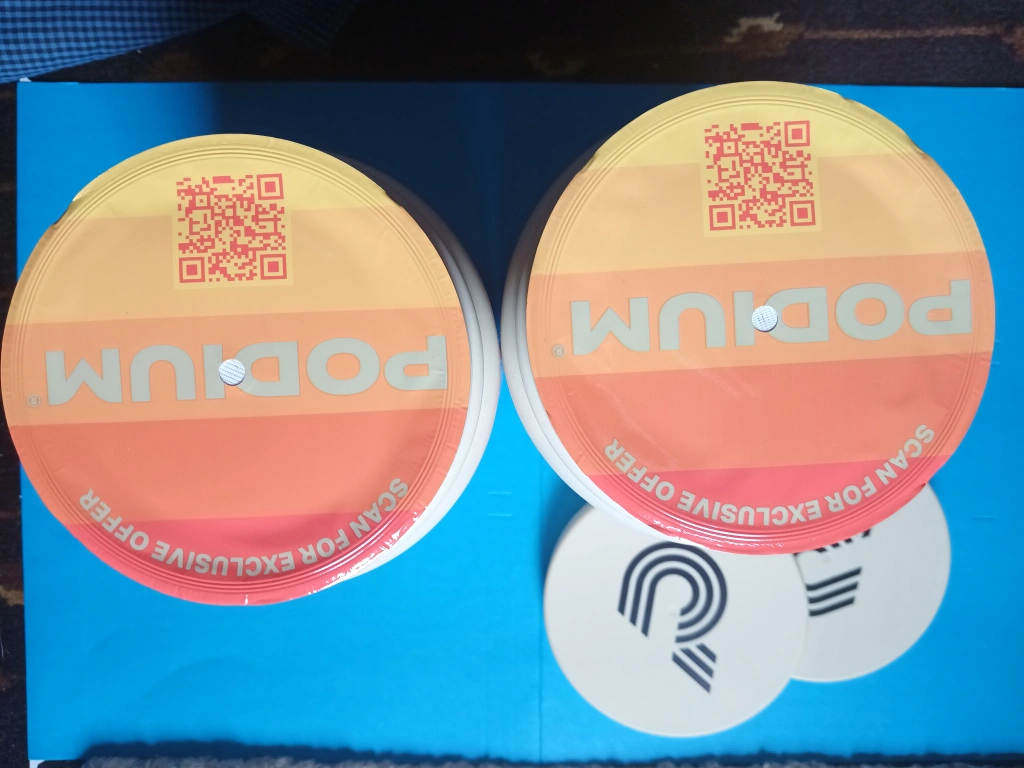 PODIUM®
SCAN FOR EXCLUSIVE OFFER
PODIUM®
SCAN FOR EXCLUSIVE OFFER